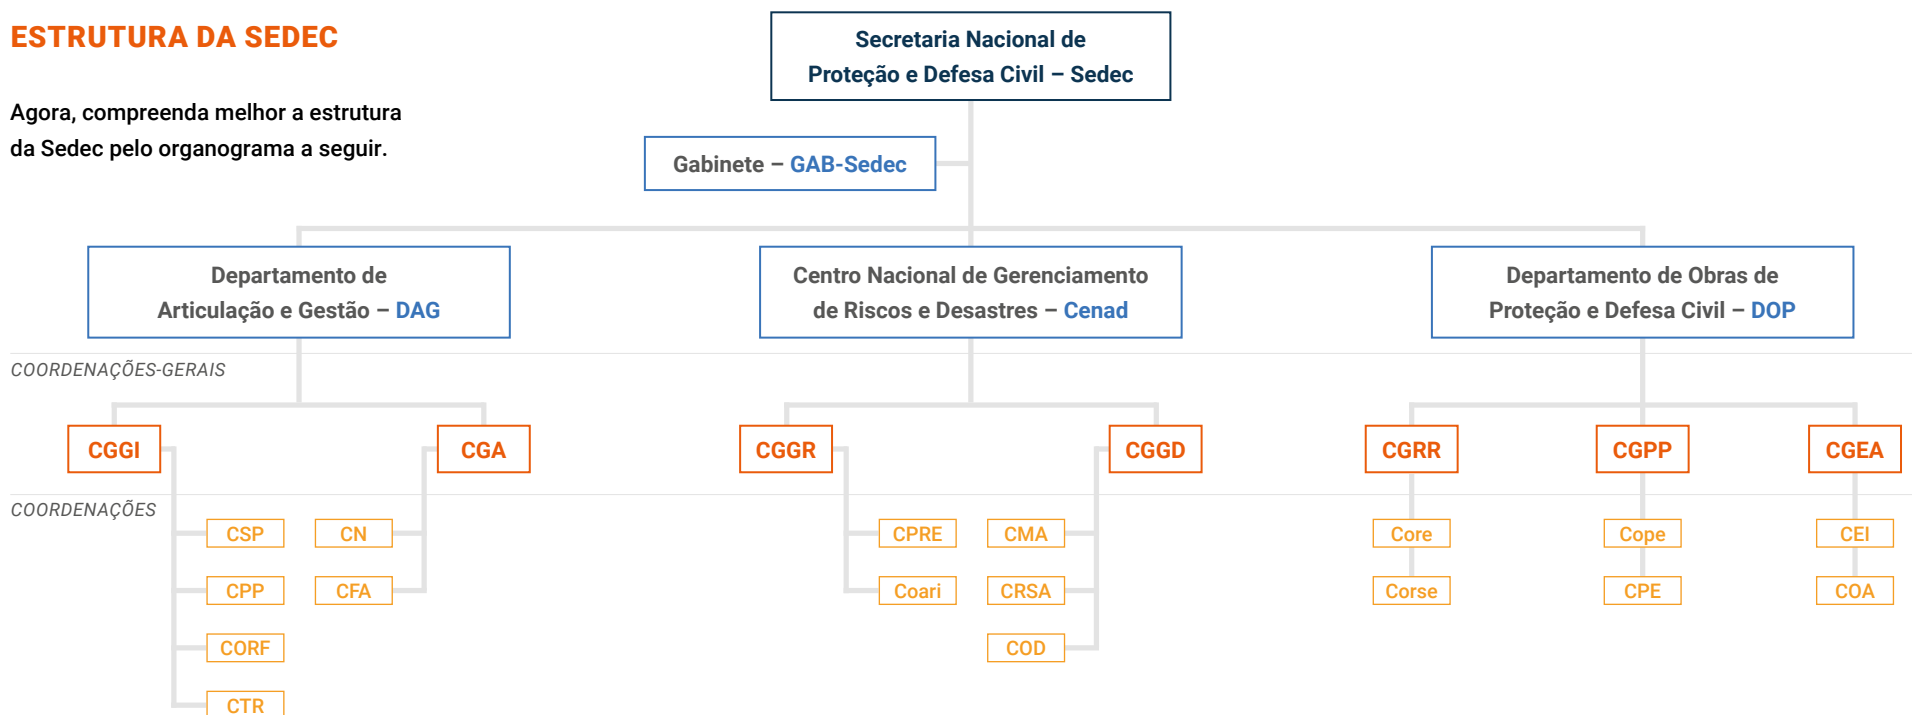 ESTRUTURA DA SEDEC
Agora, compreenda melhor a estrutura
da Sedec pelo organograma a seguir.
Secretaria Nacional de
Proteção e Defesa Civil – Sedec
Gabinete – GAB-Sedec
Departamento de
Articulação e Gestão – DAG
Centro Nacional de Gerenciamento
de Riscos e Desastres – Cenad
Departamento de Obras de
Proteção e Defesa Civil – DOP
COORDENAÇÕES-GERAIS
CGGI
CGA
CGGR
CGGD
CGRR
CGPP
CGEA
COORDENAÇÕES
CSP
CN
CPRE
CMA
Core
Cope
CEI
CPP
CFA
Coari
CRSA
Corse
CPE
COA
CORF
COD
CTR